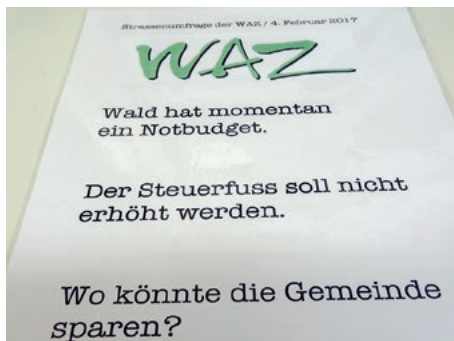 Strassenumfrage der WAZ / 4. Februar 2017
WAZ
Wald hat momentan
ein Notbudget.
Der Steuerfuss soll nicht
erhöht werden.
Wo könnte die Gemeinde
sparen?